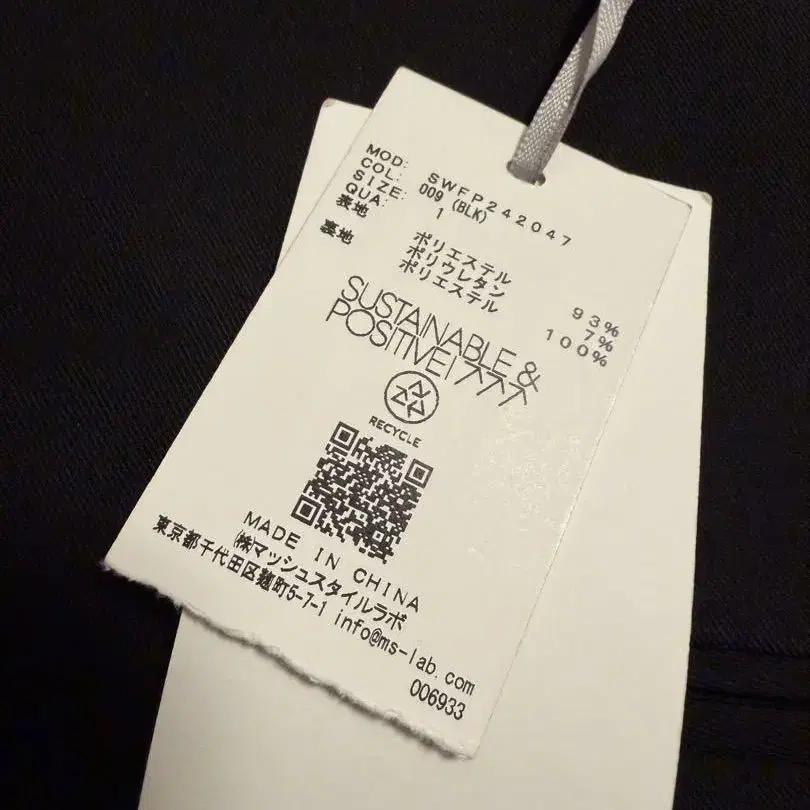 MOD: SWFP242047
COL: 009 (BLK)
SIZE: 1
QUA:
表地 ポリエステル 93%
ポリウレタン 7%
裏地 ポリエステル 100%
SUSTAINABLE &
POSITIVE!
RECYCLE
MADE IN CHINA
㈱マッシュスタイルラボ
東京都千代田区麹町5-7-1 info@ms-lab.com
006933